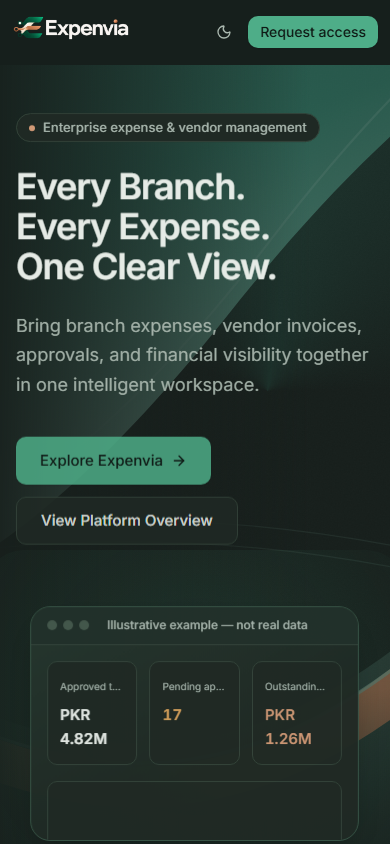 Expenvia
Request access
Enterprise expense & vendor management
Every Branch.
Every Expense.
One Clear View.
Bring branch expenses, vendor invoices,
approvals, and financial visibility together
in one intelligent workspace.
Explore Expenvia →
View Platform Overview
Illustrative example — not real data
Approved t... Pending ap... Outstandin...
PKR 17 PKR
4.82M 1.26M